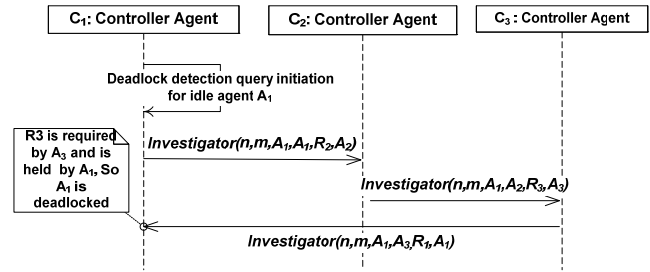 C1: Controller Agent
C2: Controller Agent
C3: Controller Agent
Deadlock detection query initiation
for idle agent A1
R3 is required
by A3 and is
held by A1, So
A1 is
deadlocked
Investigator(n,m,A1,A1,R2,A2)
Investigator(n,m,A1,A2,R3,A3)
Investigator(n,m,A1,A3,R1,A1)